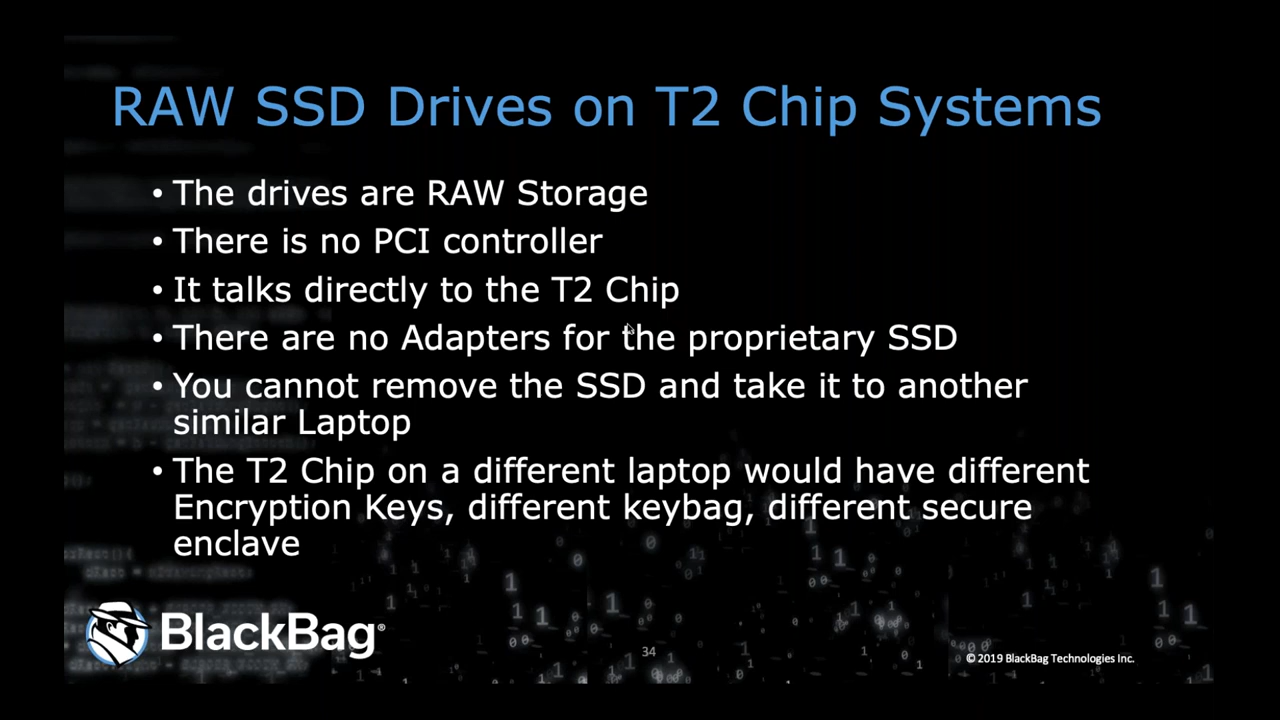 RAW SSD Drives on T2 Chip Systems
• The drives are RAW Storage
• There is no PCI controller
• It talks directly to the T2 Chip
• There are no Adapters for the proprietary SSD
• You cannot remove the SSD and take it to another
similar Laptop
• The T2 Chip on a different laptop would have different
Encryption Keys, different keybag, different secure
enclave
BlackBag®
34
© 2019 BlackBag Technologies Inc.